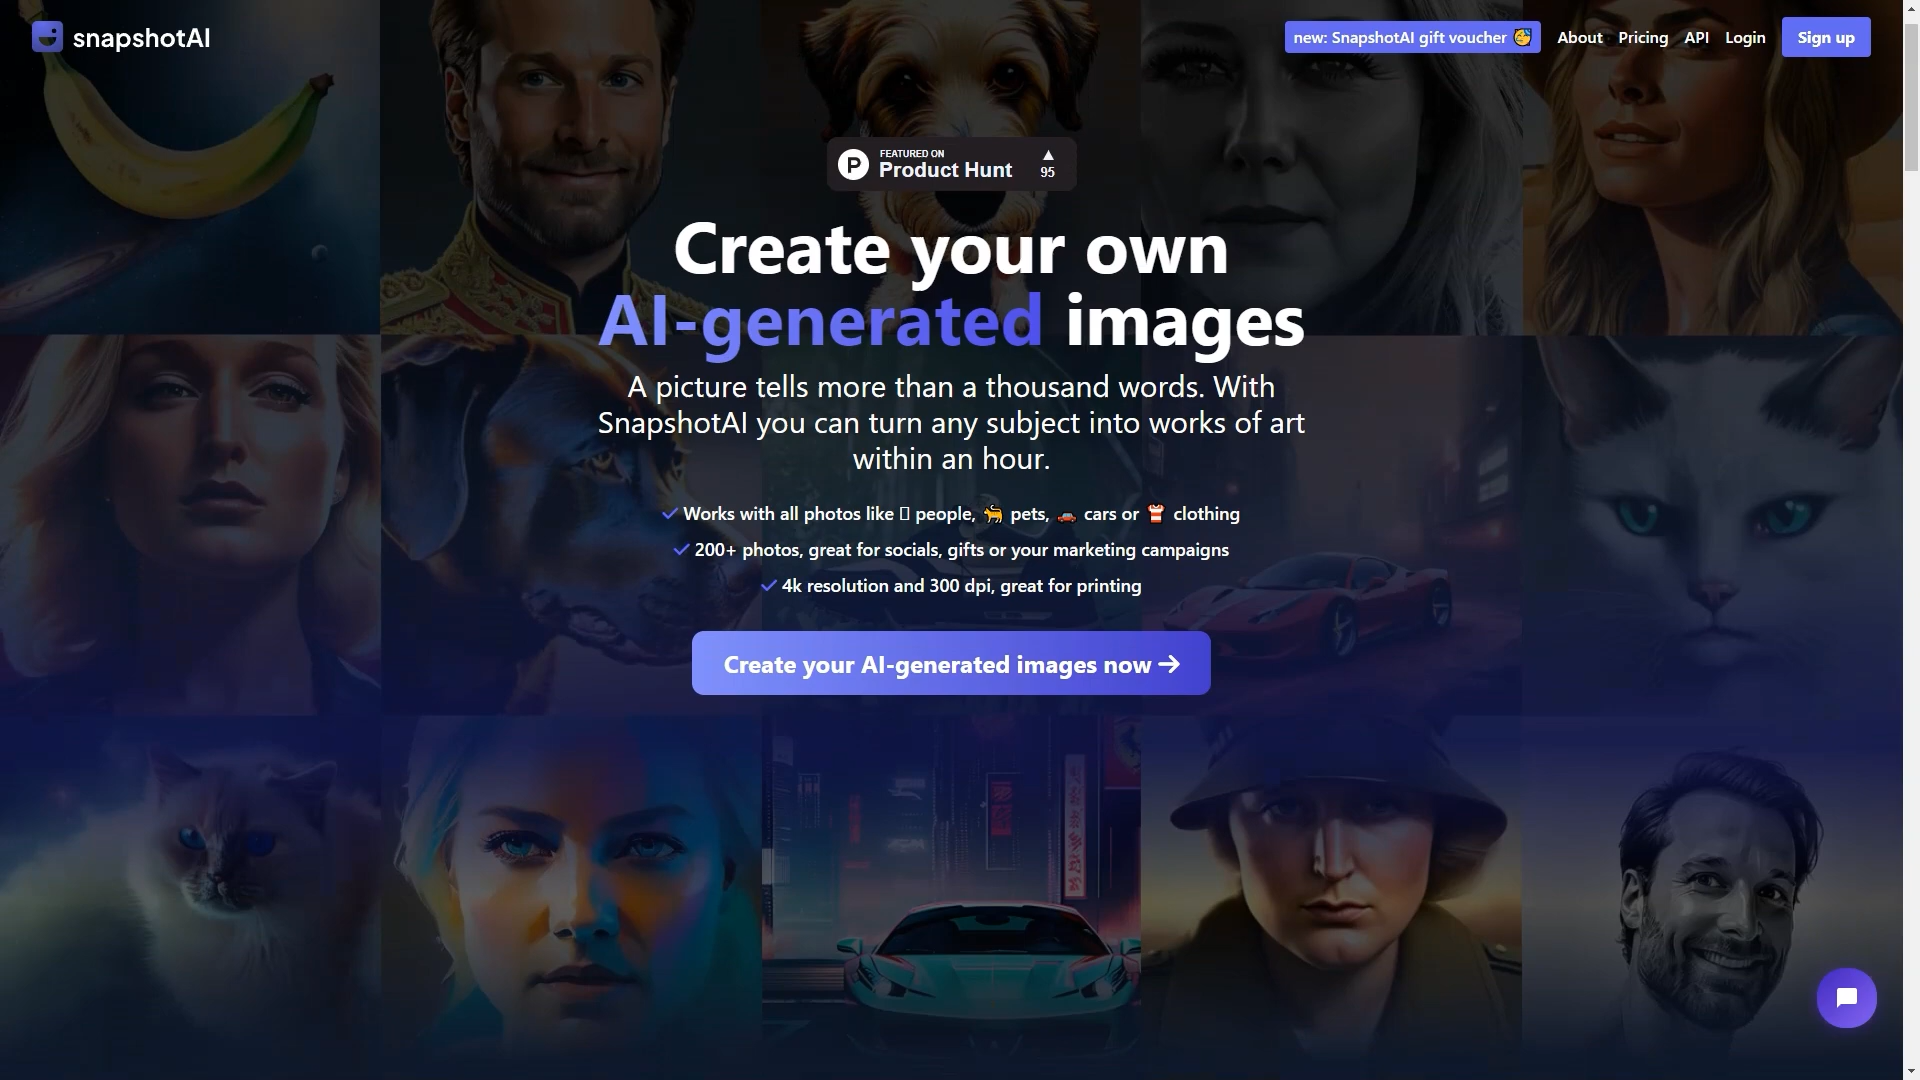 snapshotAI
new: SnapshotAI gift voucher 🥳
About
Pricing
API
Login
Sign up
FEATURED ON
Product Hunt
▲
95
Create your own
AI-generated images
A picture tells more than a thousand words. With
SnapshotAI you can turn any subject into works of art
within an hour.
Works with all photos like ▯ people, 🐈 pets, 🚗 cars or 👕 clothing
200+ photos, great for socials, gifts or your marketing campaigns
4k resolution and 300 dpi, great for printing
Create your AI-generated images now →